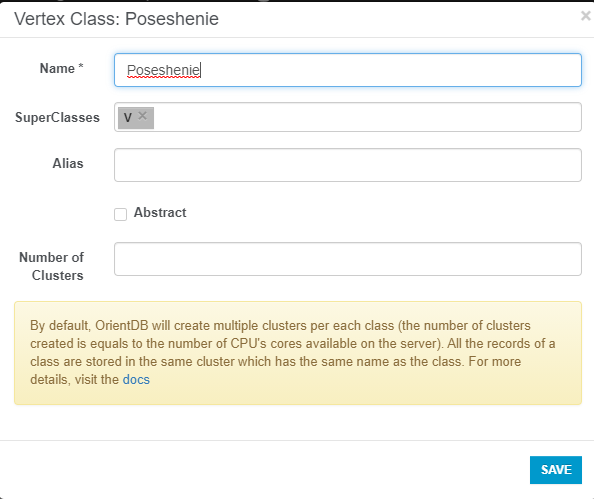 Vertex Class: Poseshenie
×
Name *
Poseshenie
SuperClasses
V ×
Alias
Abstract
Number of
Clusters
By default, OrientDB will create multiple clusters per each class (the number of clusters
created is equals to the number of CPU's cores available on the server). All the records of a
class are stored in the same cluster which has the same name as the class. For more
details, visit the docs
SAVE